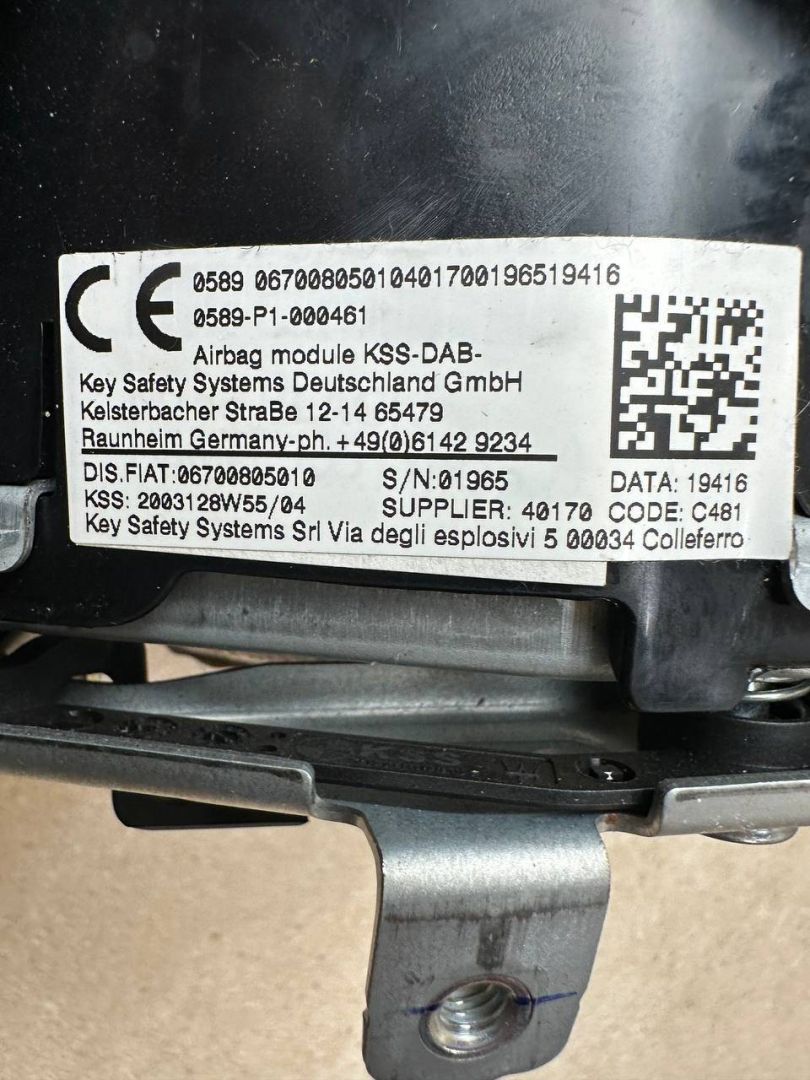 CE 0589 06700805010401700196519416
0589-P1-000461
Airbag module KSS-DAB-
Key Safety Systems Deutschland GmbH
Kelsterbacher StraBe 12-14 65479
Raunheim Germany-ph. +49(0)6142 9234
DIS.FIAT:06700805010 S/N:01965 DATA: 19416
KSS: 2003128W55/04 SUPPLIER: 40170 CODE: C481
Key Safety Systems Srl Via degli esplosivi 5 00034 Colleferro